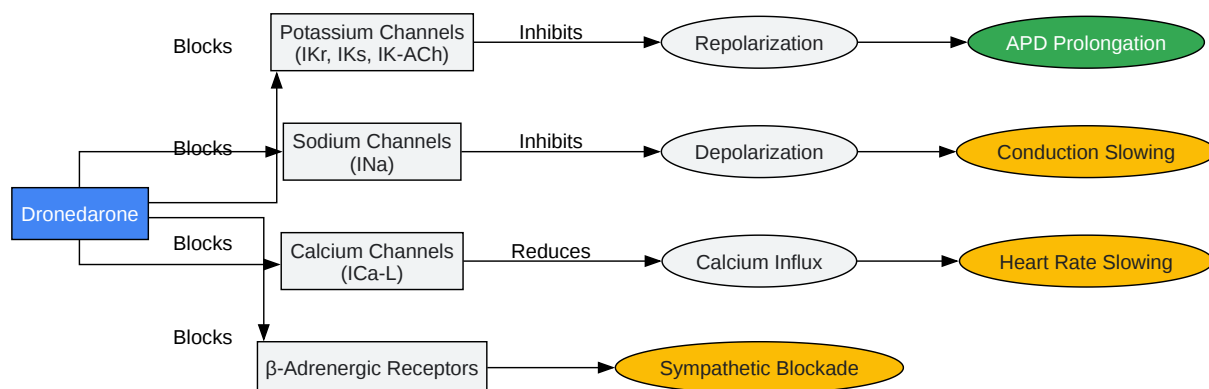 Blocks
Potassium Channels
(IKr, IKs, IK-ACh)
Inhibits
Repolarization
APD Prolongation
Blocks
Sodium Channels
(INa)
Inhibits
Depolarization
Conduction Slowing
Dronedarone
Blocks
Calcium Channels
(ICa-L)
Reduces
Calcium Influx
Heart Rate Slowing
Blocks
β-Adrenergic Receptors
Sympathetic Blockade